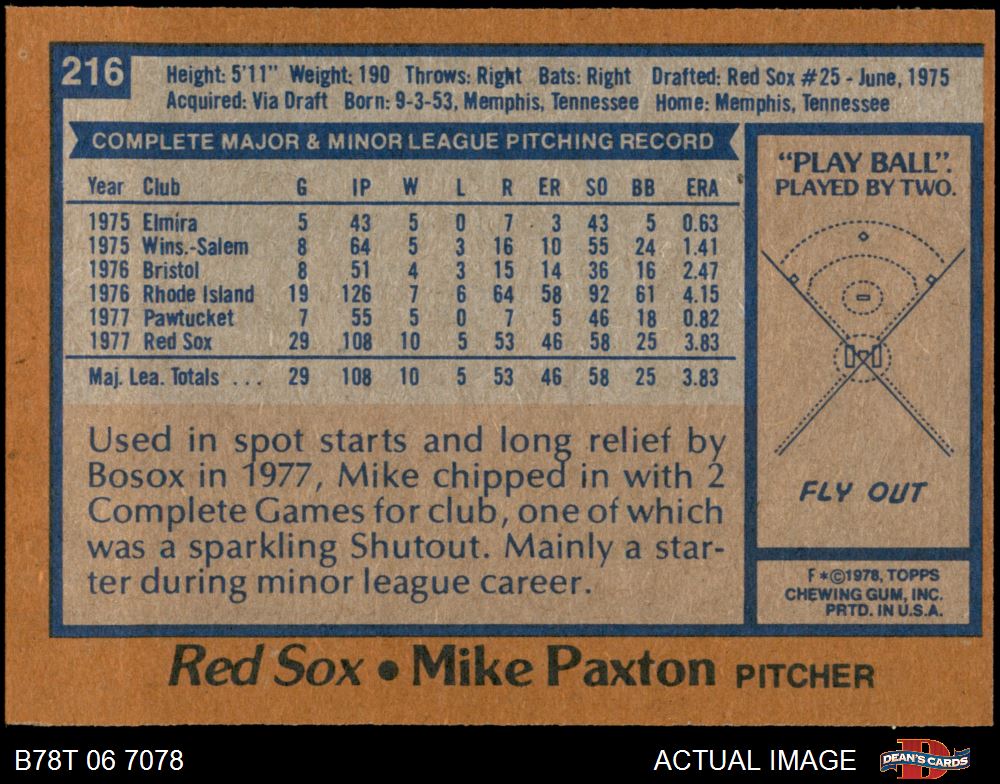 216
Height: 5'11" Weight: 190 Throws: Right Bats: Right Drafted: Red Sox #25 - June, 1975
Acquired: Via Draft Born: 9-3-53, Memphis, Tennessee Home: Memphis, Tennessee
COMPLETE MAJOR & MINOR LEAGUE PITCHING RECORD
Year Club G IP W L R ER SO BB ERA
1975 Elmira 5 43 5 0 7 3 43 5 0.63
1975 Wins.-Salem 8 64 5 3 16 10 55 24 1.41
1976 Bristol 8 51 4 3 15 14 36 16 2.47
1976 Rhode Island 19 126 7 6 64 58 92 61 4.15
1977 Pawtucket 7 55 5 0 7 5 46 18 0.82
1977 Red Sox 29 108 10 5 53 46 58 25 3.83
Maj. Lea. Totals ... 29 108 10 5 53 46 58 25 3.83
Used in spot starts and long relief by
Bosox in 1977, Mike chipped in with 2
Complete Games for club, one of which
was a sparkling Shutout. Mainly a star-
ter during minor league career.
"PLAY BALL".
PLAYED BY TWO.
FLY OUT
F*©1978, TOPPS
CHEWING GUM, INC.
PRTD. IN U.S.A.
Red Sox • Mike Paxton PITCHER
B78T 06 7078
ACTUAL IMAGE
DEAN'S CARDS